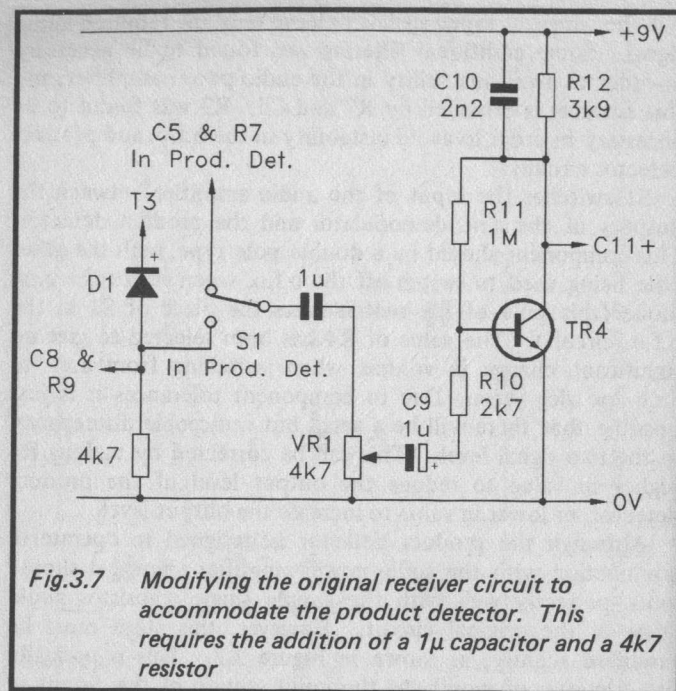 +9V
C10
2n2
R12
3k9
C5 & R7
In Prod. Det.
T3
R11
1M
C11+
D1
1u
S1
TR4
C8 &
R9
In Prod. Det.
R10
2k7
C9
1u
4k7
VR1
4k7
+
0V
Fig.3.7 Modifying the original receiver circuit to
accommodate the product detector. This
requires the addition of a 1μ capacitor and a 4k7
resistor